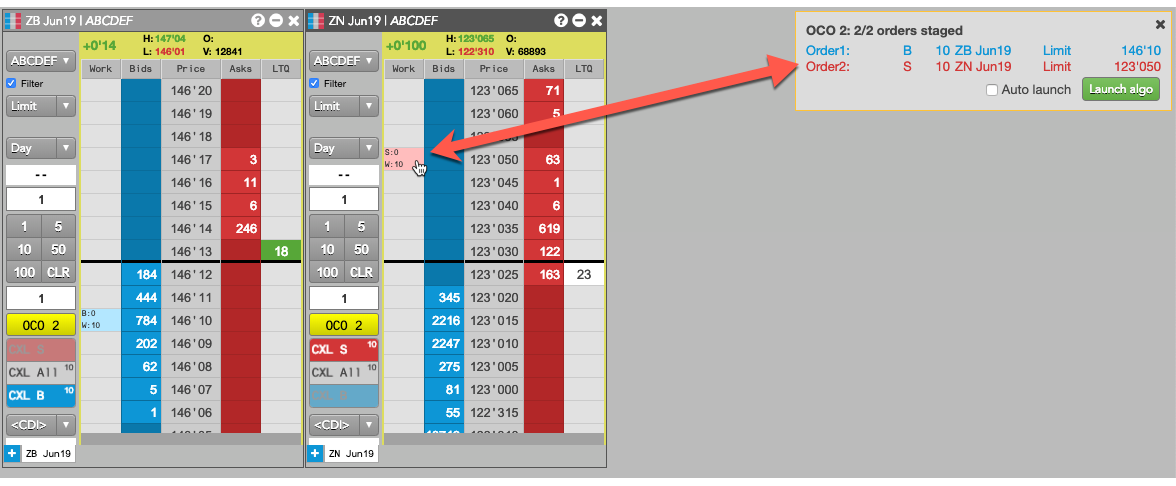 ZB Jun19 | ABCDEF
+0'14
H: 147'04 O:
L: 146'01 V: 12841
ABCDEF
Filter
Limit
Day
--
1
1 5
10 50
100 CLR
1
OCO 2
CXL S
CXL All 10
CXL B 10
<CDI>
+ ZB Jun19
Work Bids Price Asks LTQ
146'20
146'19
146'18
146'17 3
146'16 11
146'15 6
146'14 246
146'13 18
184 146'12
444 146'11
B:0
W:10 784 146'10
202 146'09
62 146'08
5 146'07
1 146'06
ZN Jun19 | ABCDEF
+0'100
H: 123'065 O:
L: 122'310 V: 68893
ABCDEF
Filter
Limit
Day
--
1
1 5
10 50
100 CLR
1
OCO 2
CXL S 10
CXL All 10
<CDI>
+ ZN Jun19
Work Bids Price Asks LTQ
123'065 71
123'060 5
S:0
W:10 123'050 63
123'045 1
123'040 6
123'035 619
123'030 122
123'025 163 23
345 123'020
2216 123'015
2247 123'010
275 123'005
81 123'000
55 122'315
OCO 2: 2/2 orders staged
Order1: B 10 ZB Jun19 Limit 146'10
Order2: S 10 ZN Jun19 Limit 123'050
Auto launch
Launch algo